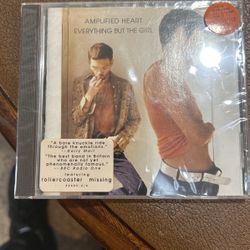 AMPLIFIED HEART
EVERYTHING BUT THE GIRL
"A bare knuckle ride
through the emotions."
"The best band in Britain
who are not yet
phenomenally famous."
—BBC Radio One
featuring
rollercoaster missing